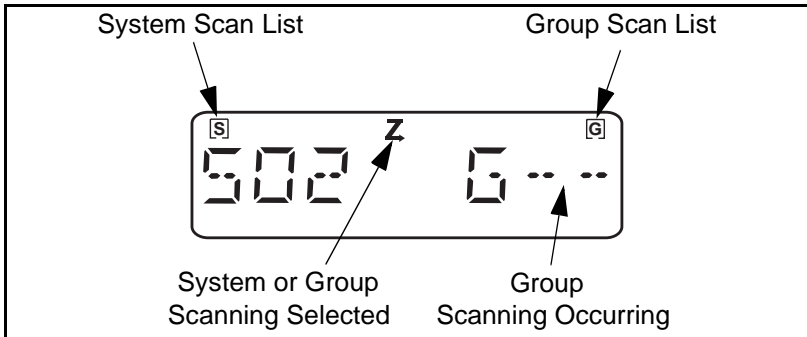 System Scan List Group Scan List
S Z G
S02 G-- --
System or Group Group
Scanning Selected Scanning Occurring